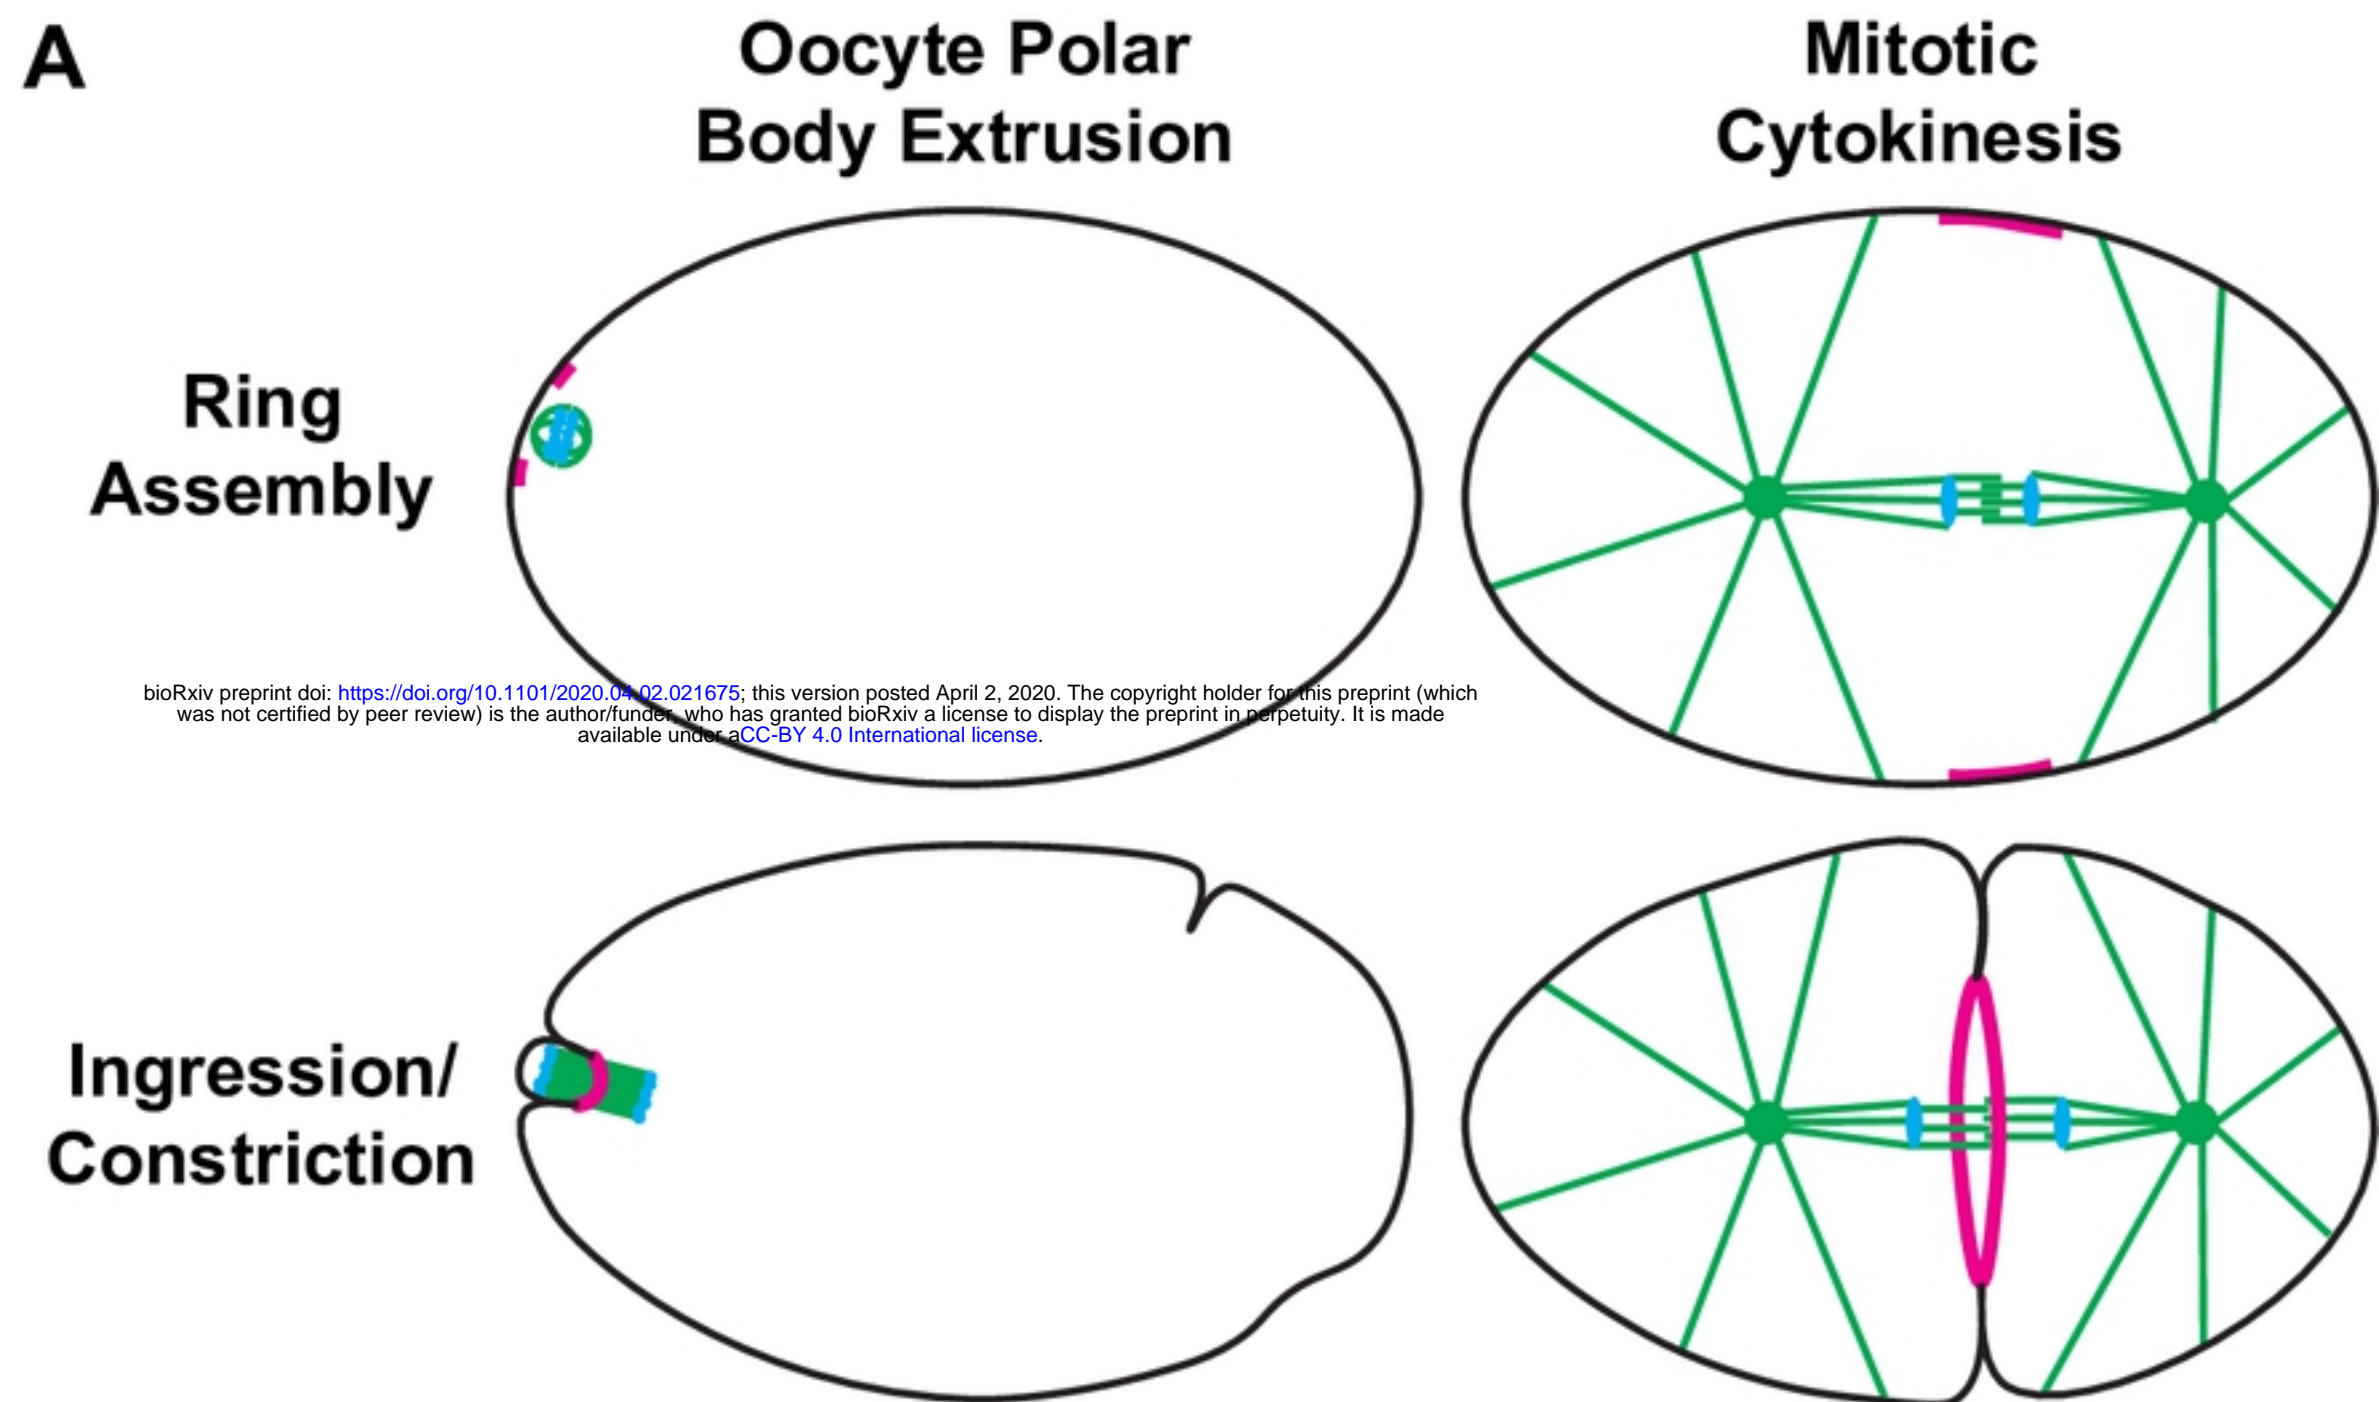 A
Oocyte Polar
Body Extrusion
Mitotic
Cytokinesis
Ring
Assembly
bioRxiv preprint doi: https://doi.org/10.1101/2020.04.02.021675; this version posted April 2, 2020. The copyright holder for this preprint (which
was not certified by peer review) is the author/funder, who has granted bioRxiv a license to display the preprint in perpetuity. It is made
available under aCC-BY 4.0 International license.
Ingression/
Constriction